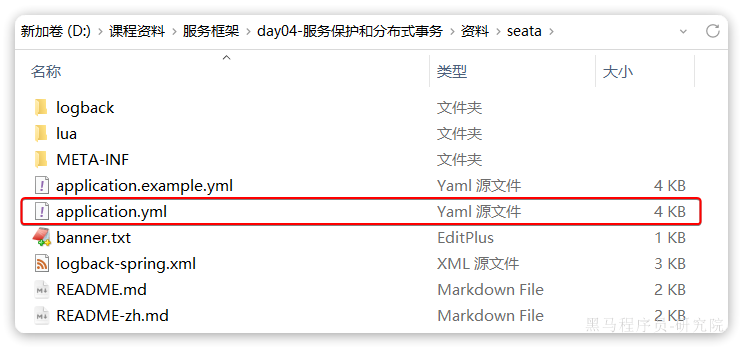 新加卷 (D:) > 课程资料 > 服务框架 > day04-服务保护和分布式事务 > 资料 > seata >
名称 类型 大小
logback 文件夹
lua 文件夹
META-INF 文件夹
application.example.yml Yaml 源文件 4 KB
application.yml Yaml 源文件 4 KB
banner.txt EditPlus 1 KB
logback-spring.xml XML 源文件 3 KB
README.md Markdown File 2 KB
README-zh.md Markdown File 2 KB
黑马程序员-研究院